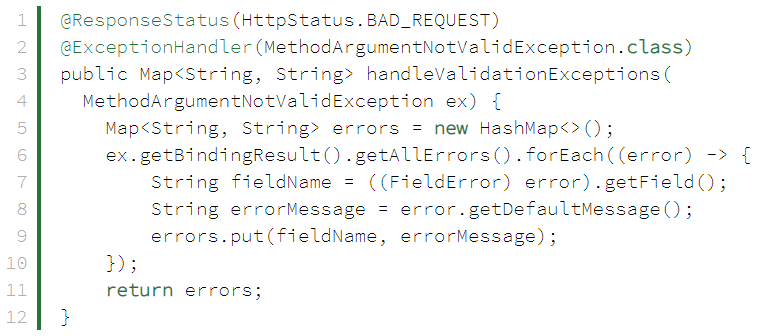 1 @ResponseStatus(HttpStatus.BAD_REQUEST)
2 @ExceptionHandler(MethodArgumentNotValidException.class)
3 public Map<String, String> handleValidationExceptions(
4   MethodArgumentNotValidException ex) {
5     Map<String, String> errors = new HashMap<>();
6     ex.getBindingResult().getAllErrors().forEach((error) -> {
7         String fieldName = ((FieldError) error).getField();
8         String errorMessage = error.getDefaultMessage();
9         errors.put(fieldName, errorMessage);
10     });
11     return errors;
12 }